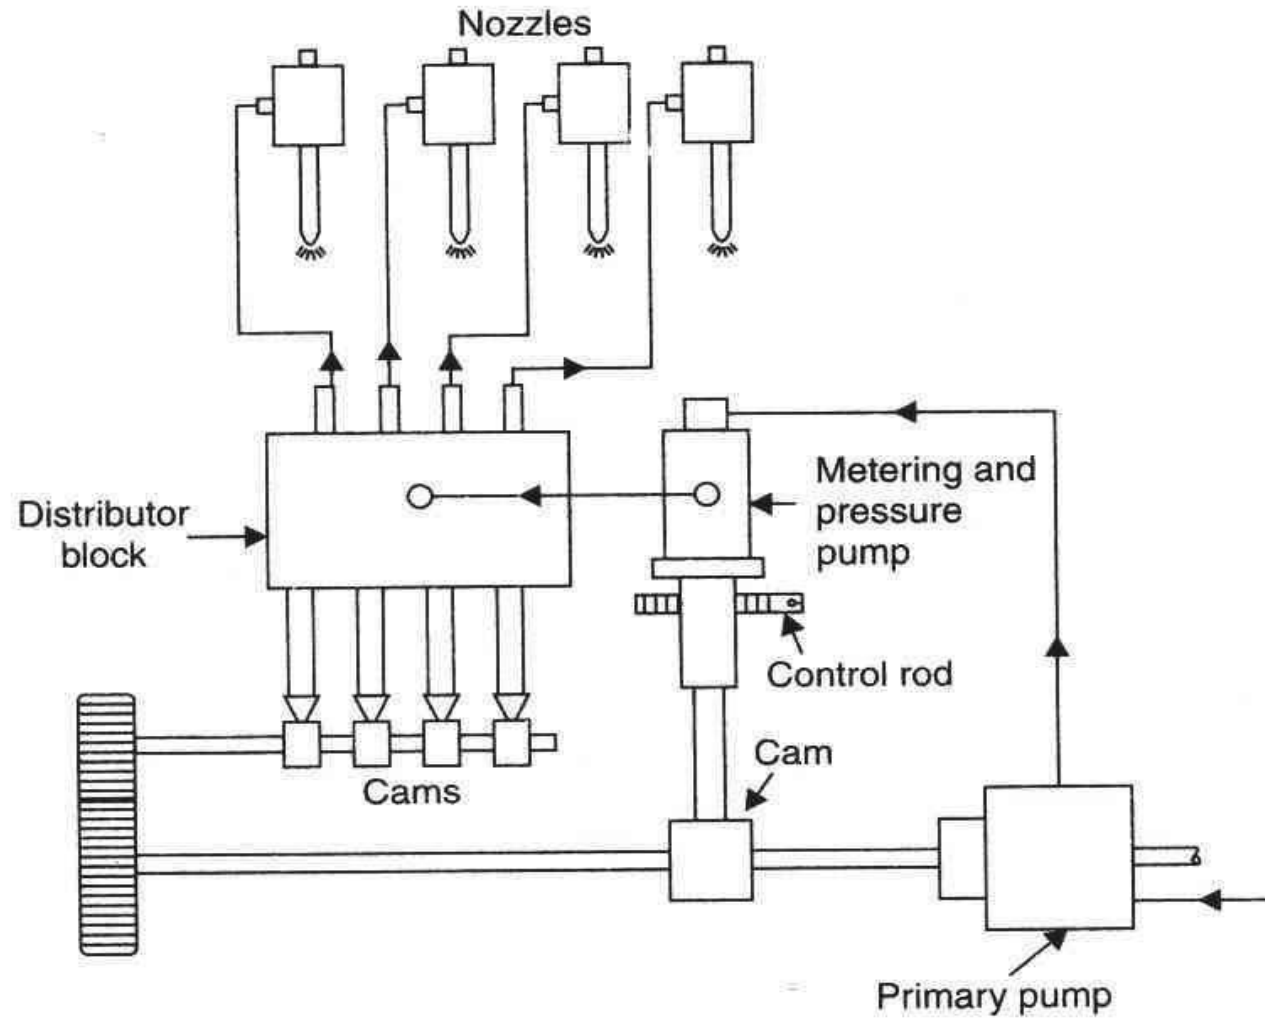 Nozzles
Metering and
pressure
pump
Distributor
block
Control rod
Cam
Cams
Primary pump